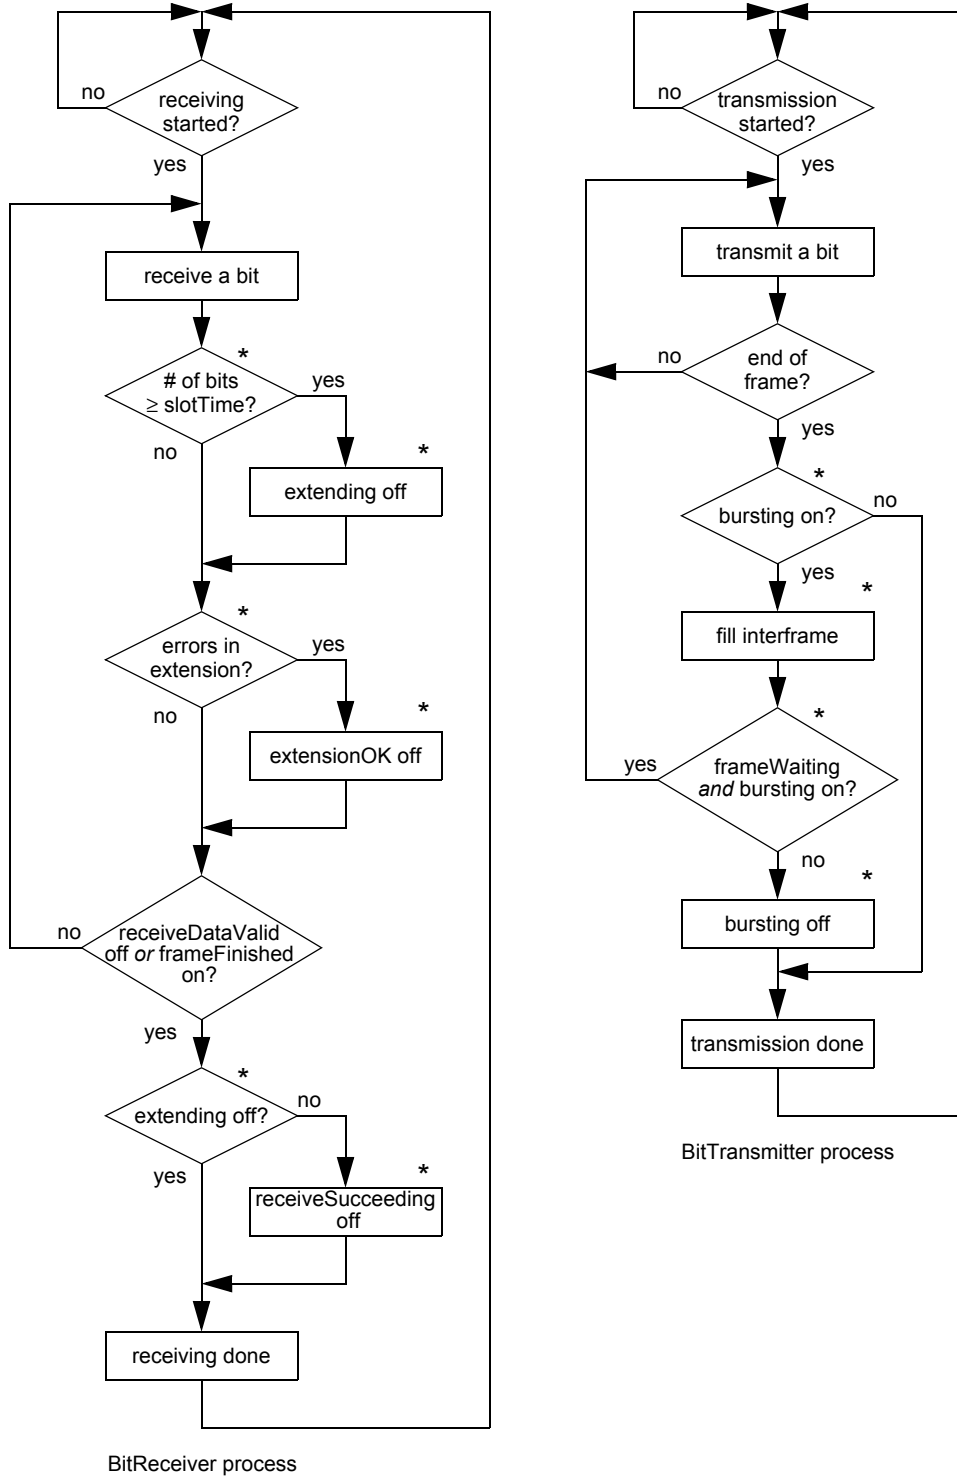 no
receiving
started?
yes
receive a bit
*
# of bits
≥ slotTime?
yes
no
*
extending off
*
errors in
extension?
yes
no
*
extensionOK off
no
receiveDataValid
off or frameFinished
on?
yes
*
extending off?
no
yes
*
receiveSucceeding
off
receiving done
BitReceiver process
no
transmission
started?
yes
transmit a bit
no
end of
frame?
yes
*
bursting on?
no
yes
*
fill interframe
*
yes
frameWaiting
and bursting on?
no
*
bursting off
transmission done
BitTransmitter process